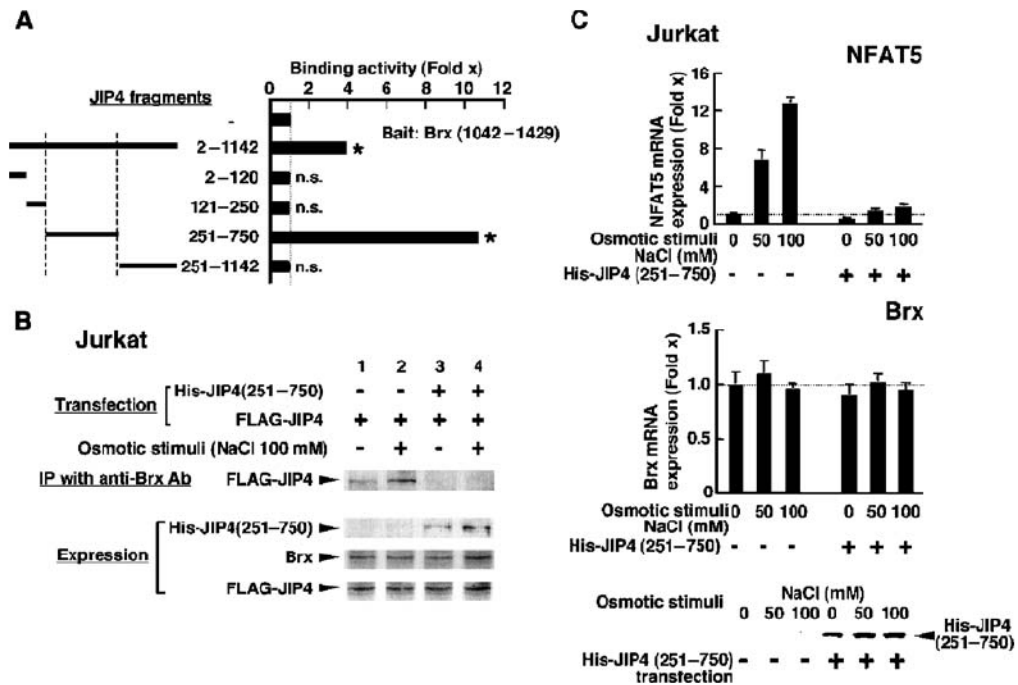 A
Binding activity (Fold x)
0 2 4 6 8 10 12
JIP4 fragments
Bait: Brx (1042–1429)
-
2–1142 *
2–120 n.s.
121–250 n.s.
251–750 *
251–1142 n.s.
B
Jurkat
1 2 3 4
Transfection
His-JIP4(251–750) - - + +
FLAG-JIP4 + + + +
Osmotic stimuli (NaCl 100 mM) - + - +
IP with anti-Brx Ab
FLAG-JIP4
Expression
His-JIP4(251–750)
Brx
FLAG-JIP4
C
Jurkat
NFAT5
NFAT5 mRNA
expression (Fold x)
16
12
8
4
0
Osmotic stimuli
NaCl (mM)
0 50 100 0 50 100
His-JIP4 (251–750) - - - + + +
Brx
Brx mRNA
expression (Fold x)
1.5
1.0
0.5
0
Osmotic stimuli
NaCl (mM)
0 50 100 0 50 100
His-JIP4 (251–750) - - - + + +
NaCl (mM)
Osmotic stimuli 0 50 100 0 50 100
His-JIP4
(251–750)
His-JIP4 (251–750)
transfection
- - - + + +